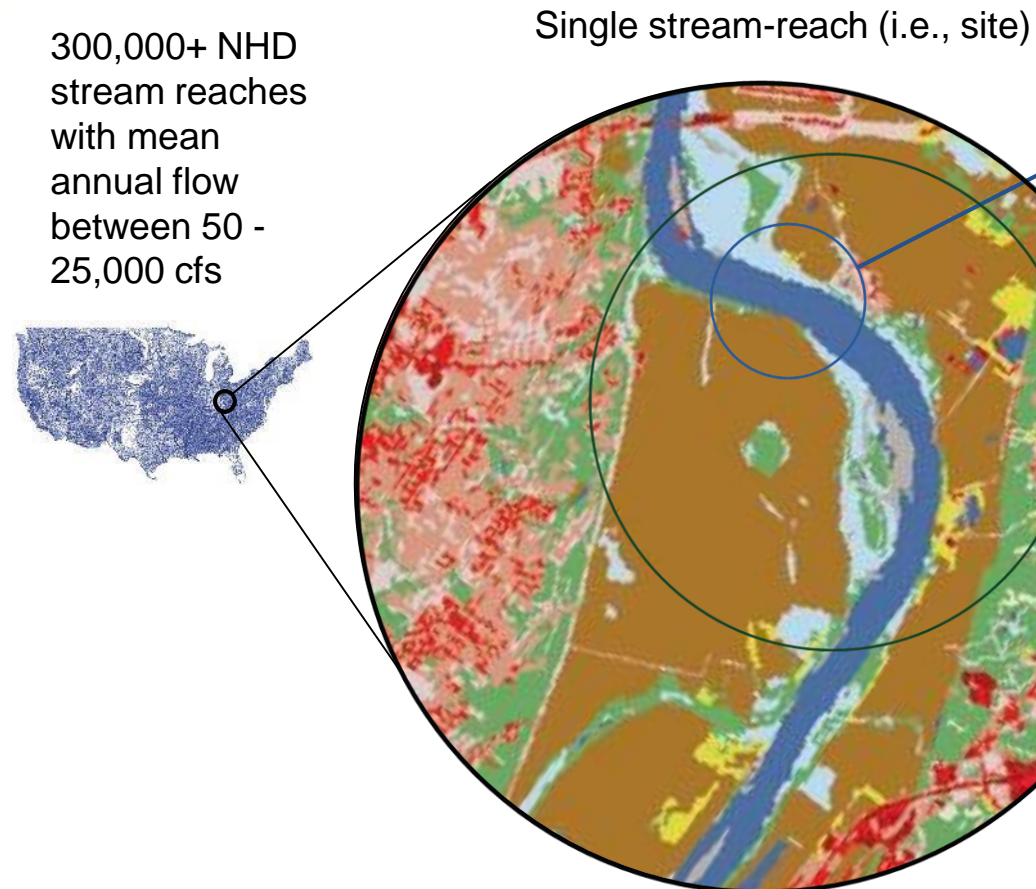 300,000+ NHD
stream reaches
with mean
annual flow
between 50 -
25,000 cfs
Single stream-reach (i.e., site)